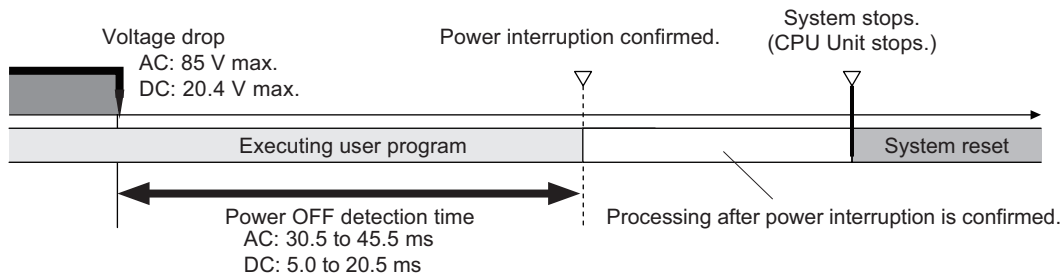 System stops.
(CPU Unit stops.)
Voltage drop
AC: 85 V max.
DC: 20.4 V max.
Power interruption confirmed.
Executing user program
System reset
Power OFF detection time
AC: 30.5 to 45.5 ms
DC: 5.0 to 20.5 ms
Processing after power interruption is confirmed.